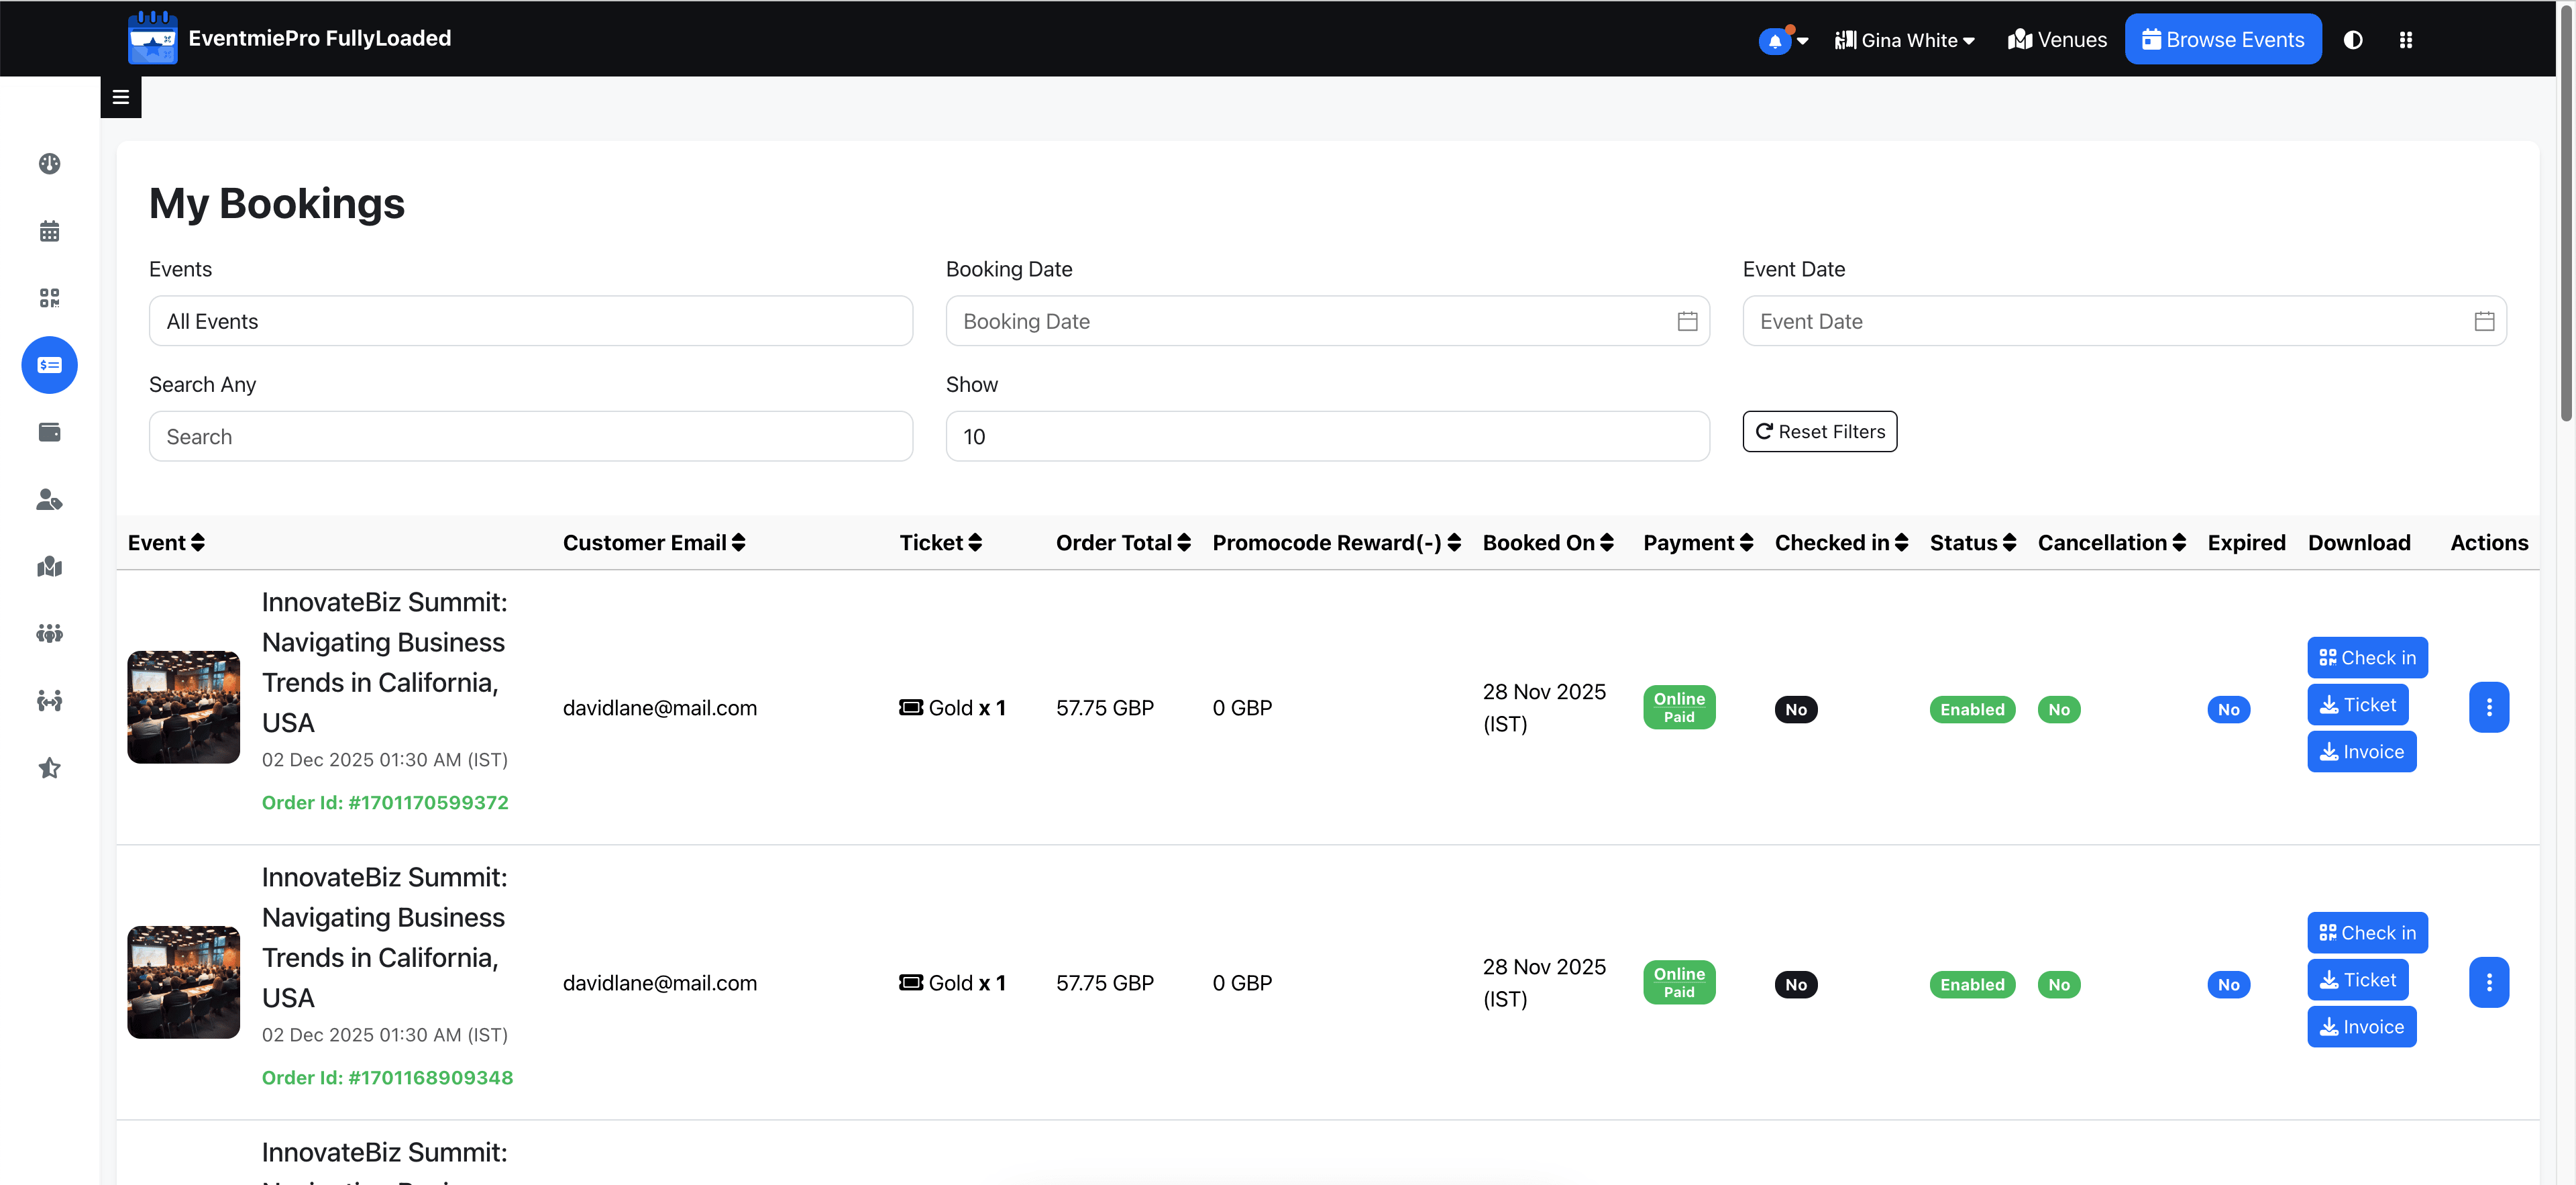 EventmiePro FullyLoaded
Gina White
Venues
Browse Events
My Bookings
Events
Booking Date
Event Date
All Events
Booking Date
Event Date
Search Any
Show
Search
10
Reset Filters
Event Customer Email Ticket Order Total Promocode Reward(-) Booked On Payment Checked in Status Cancellation Expired Download Actions
InnovateBiz Summit:
Navigating Business
Trends in California,
USA
02 Dec 2025 01:30 AM (IST)
Order Id: #1701170599372
davidlane@mail.com
Gold x 1
57.75 GBP
0 GBP
28 Nov 2025
(IST)
Online
Paid
No
Enabled
No
No
Check in
Ticket
Invoice
InnovateBiz Summit:
Navigating Business
Trends in California,
USA
02 Dec 2025 01:30 AM (IST)
Order Id: #1701168909348
davidlane@mail.com
Gold x 1
57.75 GBP
0 GBP
28 Nov 2025
(IST)
Online
Paid
No
Enabled
No
No
Check in
Ticket
Invoice
InnovateBiz Summit: